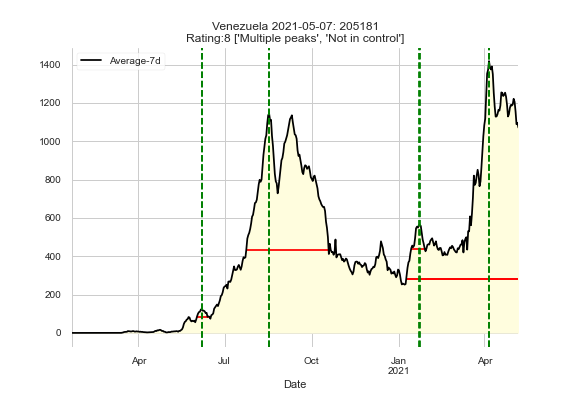 Venezuela 2021-05-07: 205181
Rating:8 ['Multiple peaks', 'Not in control']
Average-7d
1400
1200
1000
800
600
400
200
0
Apr
Jul
Oct
Jan
2021
Apr
Date